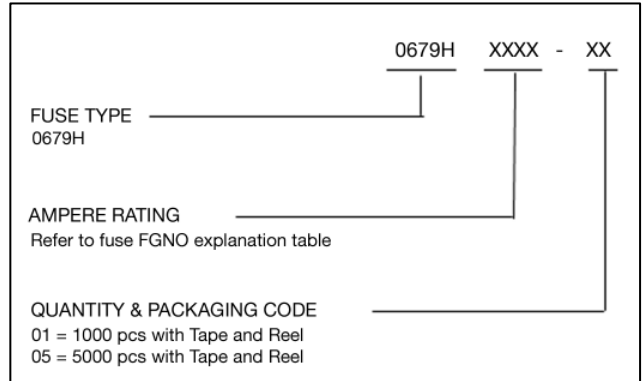 0679H XXXX - XX
FUSE TYPE
0679H
AMPERE RATING
Refer to fuse FGNO explanation table
QUANTITY & PACKAGING CODE
01 = 1000 pcs with Tape and Reel
05 = 5000 pcs with Tape and Reel